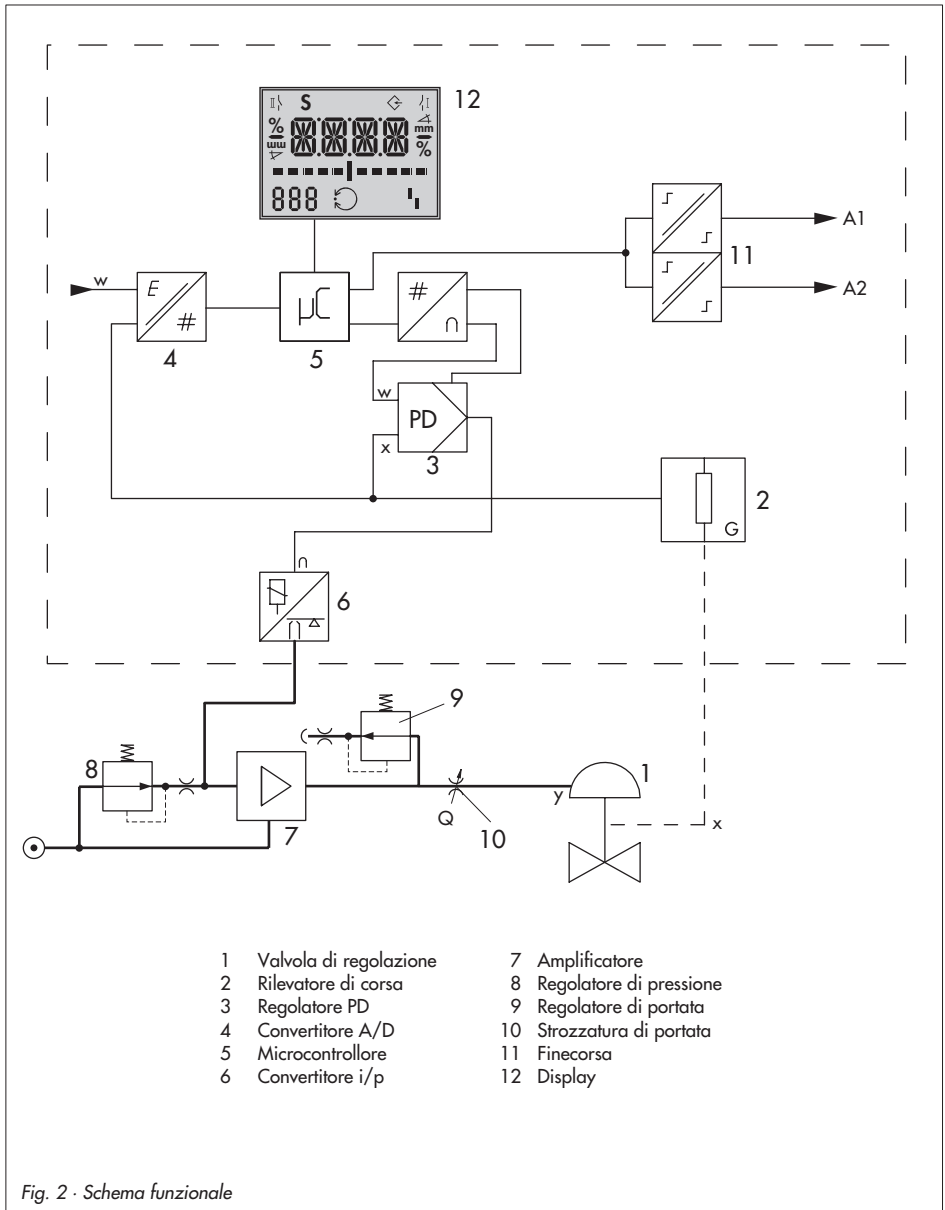 12
S
%
mm
888
mm
%
A1
11
A2
w
E
#
4
µC
5
#
∩
w
PD
x
3
2
G
∩
6
9
8
7
Q
10
y
1
x
1 Valvola di regolazione
2 Rilevatore di corsa
3 Regolatore PD
4 Convertitore A/D
5 Microcontrollore
6 Convertitore i/p
7 Amplificatore
8 Regolatore di pressione
9 Regolatore di portata
10 Strozzatura di portata
11 Finecorsa
12 Display
Fig. 2 · Schema funzionale